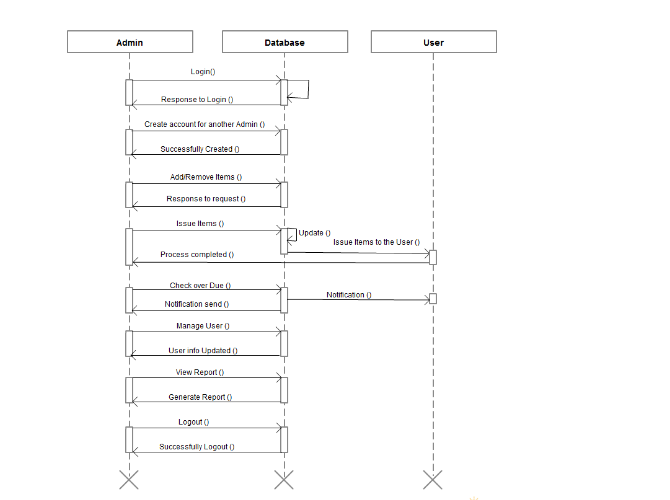 Admin
Database
User
Login()
Response to Login ()
Create account for another Admin ()
Successfully Created ()
Add/Remove Items ()
Response to request ()
Issue Items ()
Update ()
Issue Items to the User ()
Process completed ()
Check over Due ()
Notification ()
Notification send ()
Manage User ()
User info Updated ()
View Report ()
Generate Report ()
Logout ()
Successfully Logout ()